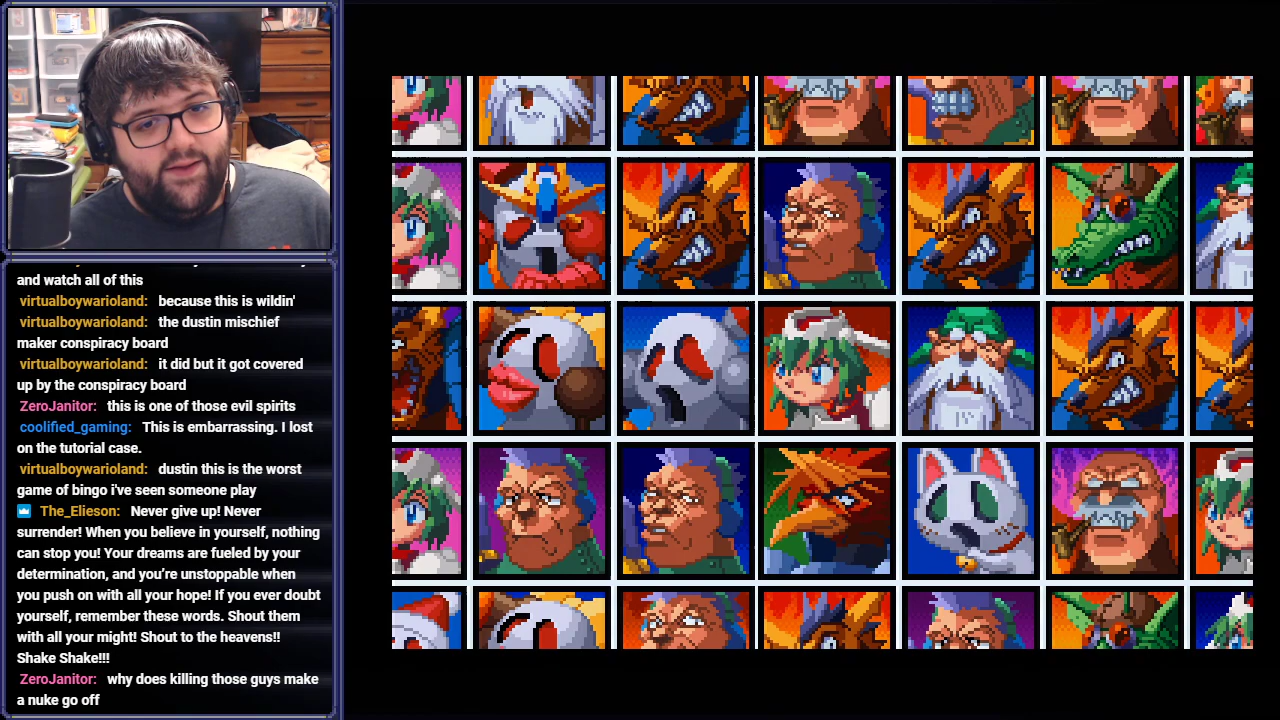 and watch all of this
virtualboywarioland: because this is wildin'
virtualboywarioland: the dustin mischief
maker conspiracy board
virtualboywarioland: it did but it got covered
up by the conspiracy board
ZeroJanitor: this is one of those evil spirits
coolified_gaming: This is embarrassing. I lost
on the tutorial case.
virtualboywarioland: dustin this is the worst
game of bingo i've seen someone play
The_Elieson: Never give up! Never
surrender! When you believe in yourself, nothing
can stop you! Your dreams are fueled by your
determination, and you're unstoppable when
you push on with all your hope! If you ever doubt
yourself, remember these words. Shout them
with all your might! Shout to the heavens!!
Shake Shake!!!
ZeroJanitor: why does killing those guys make
a nuke go off